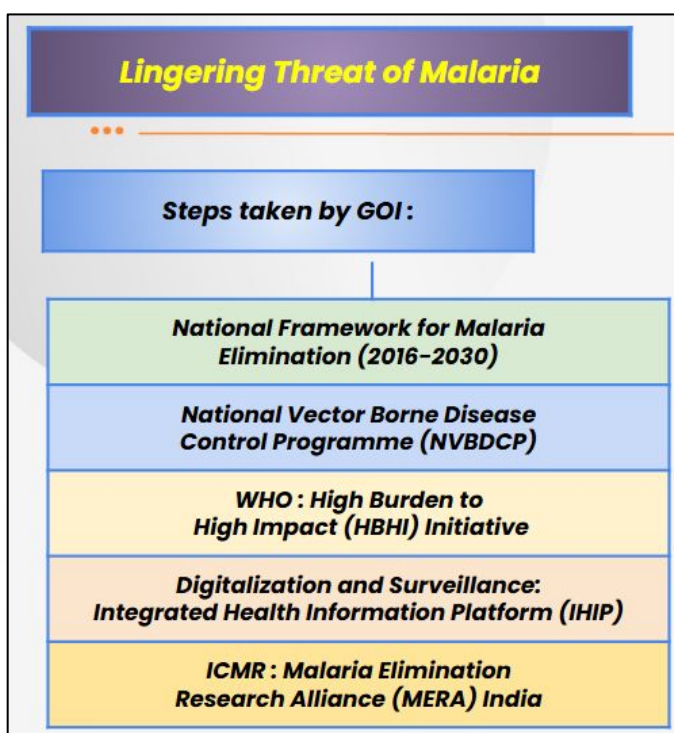 Lingering Threat of Malaria
Steps taken by GOI :
National Framework for Malaria
Elimination (2016-2030)
National Vector Borne Disease
Control Programme (NVBDCP)
WHO : High Burden to
High Impact (HBHI) Initiative
Digitalization and Surveillance:
Integrated Health Information Platform (IHIP)
ICMR : Malaria Elimination
Research Alliance (MERA) India